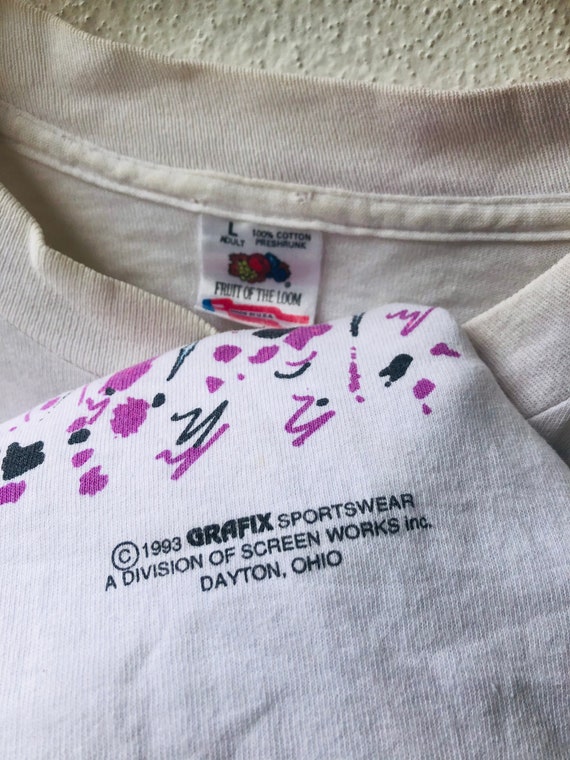 L 100% COTTON
ADULT PRESHRUNK
FRUIT OF THE LOOM
®
© 1993 GRAFIX SPORTSWEAR
A DIVISION OF SCREEN WORKS inc.
DAYTON, OHIO